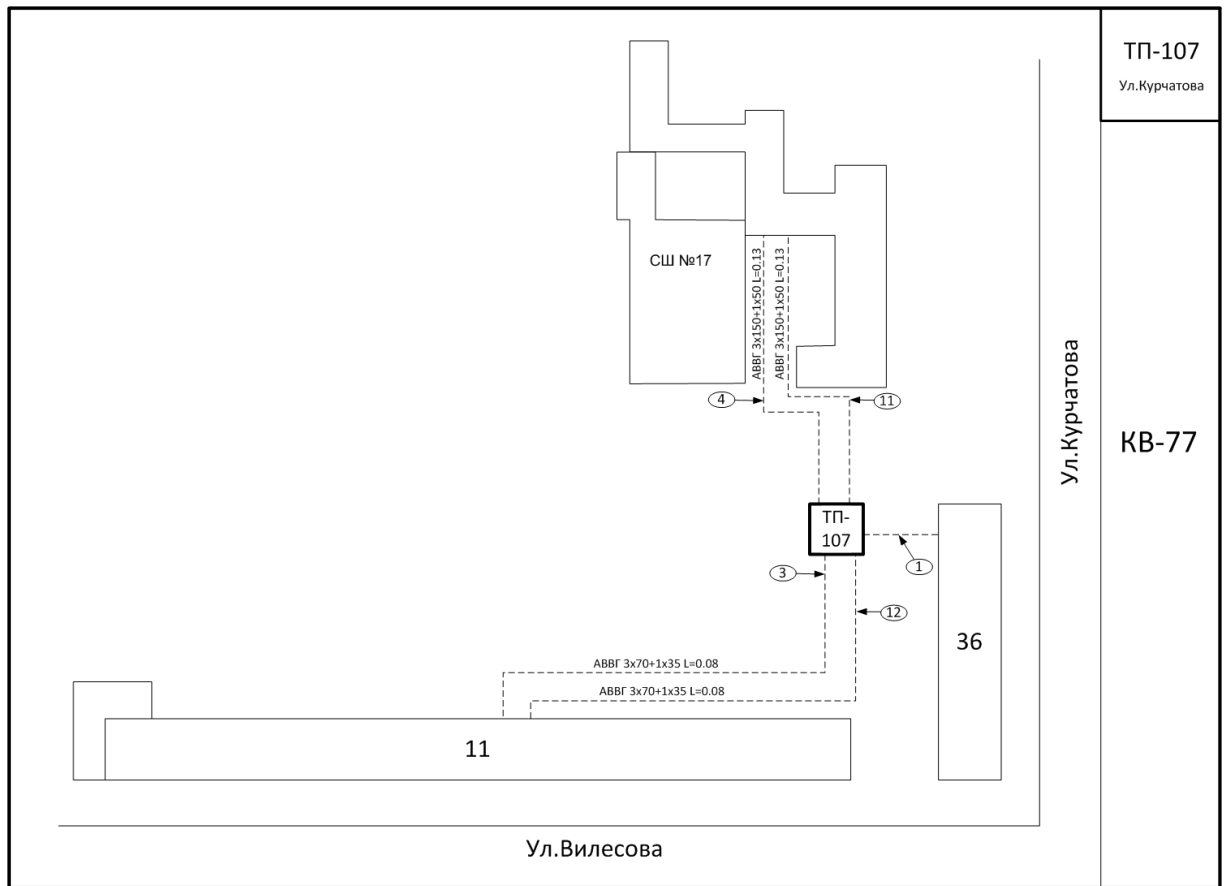 ТП-107
Ул.Курчатова
СШ №17
АВВГ 3х150+1х50 L=0.13
АВВГ 3х150+1х50 L=0.13
4
11
Ул.Курчатова
КВ-77
ТП-
107
1
3
12
36
АВВГ 3х70+1х35 L=0.08
АВВГ 3х70+1х35 L=0.08
11
Ул.Вилесова